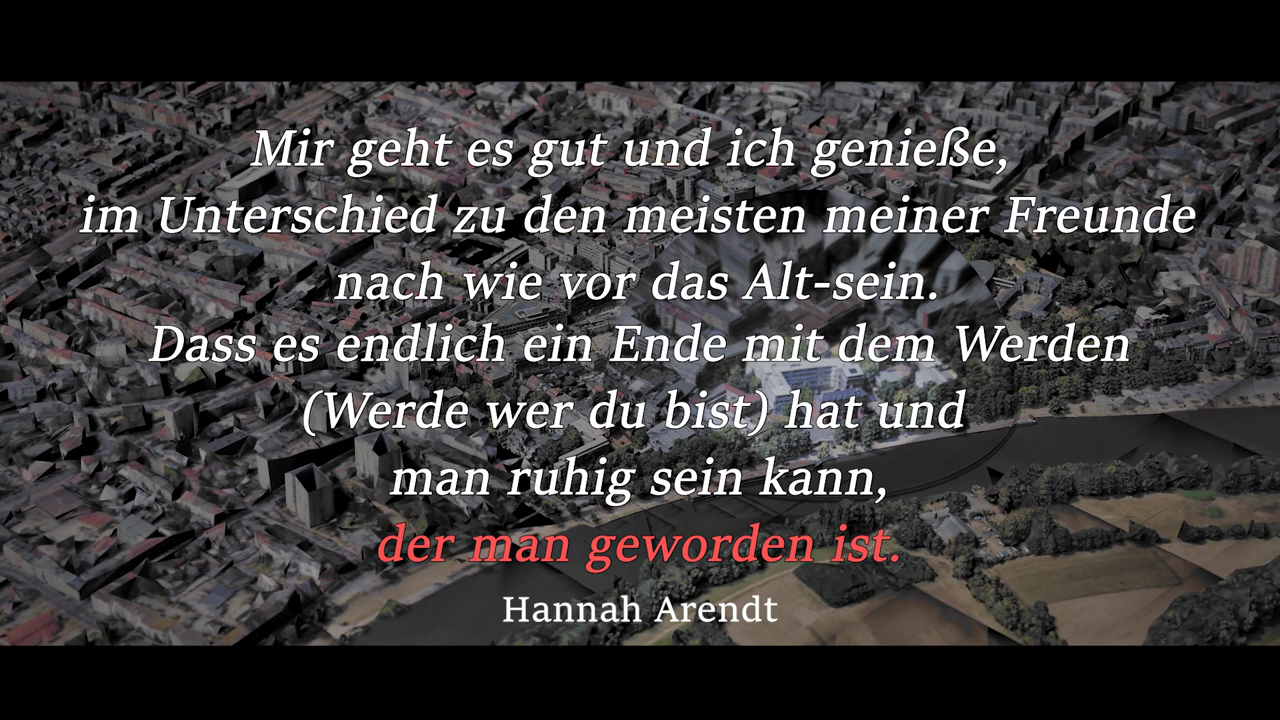 Mir geht es gut und ich genieße,
im Unterschied zu den meisten meiner Freunde
nach wie vor das Alt-sein.
Dass es endlich ein Ende mit dem Werden
(Werde wer du bist) hat und
man ruhig sein kann,
der man geworden ist.
Hannah Arendt